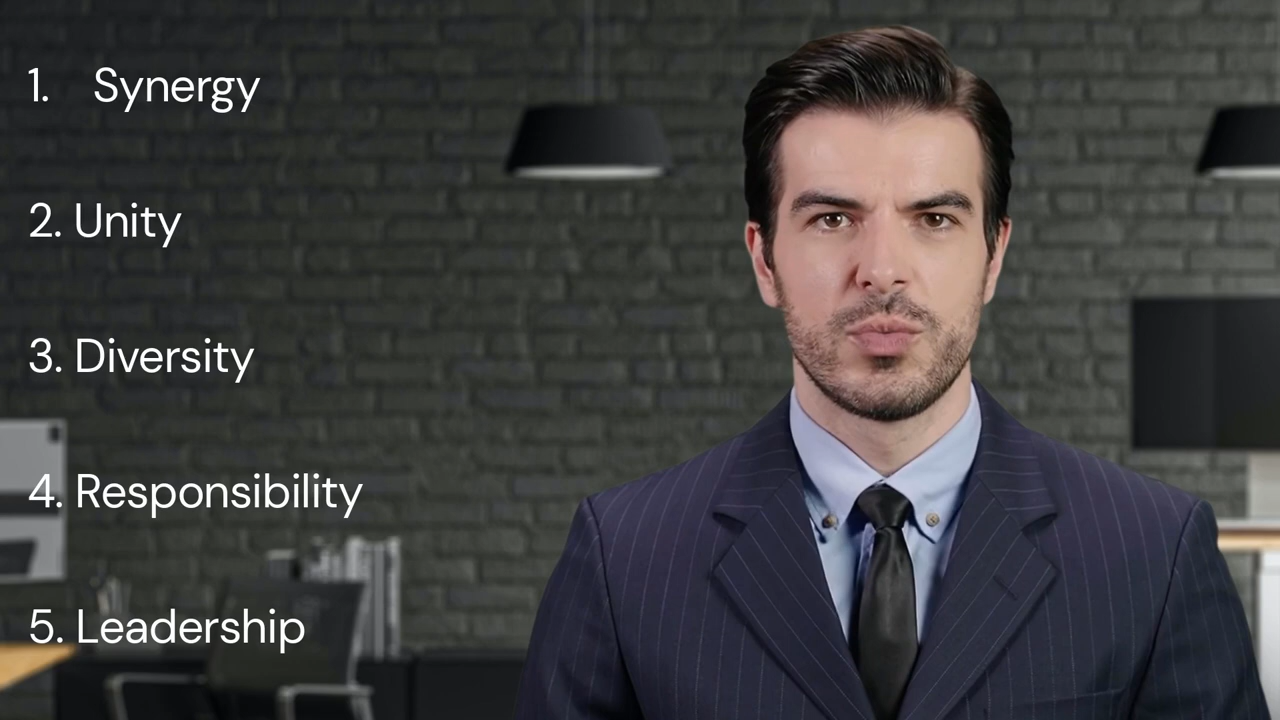 1. Synergy
2. Unity
3. Diversity
4. Responsibility
5. Leadership